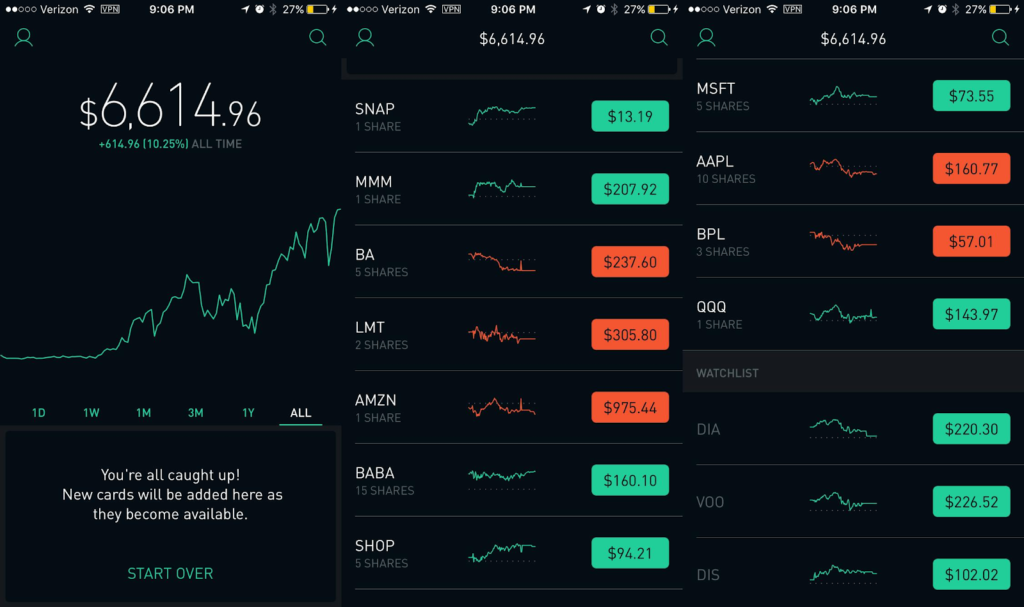 Verizon VPN 9:06 PM 27%
$6,614.96
+614.96 (10.25%) ALL TIME
1D 1W 1M 3M 1Y ALL
You're all caught up!
New cards will be added here as
they become available.
START OVER
Verizon VPN 9:06 PM 27%
$6,614.96
SNAP
1 SHARE
$13.19
MMM
1 SHARE
$207.92
BA
5 SHARES
$237.60
LMT
2 SHARES
$305.80
AMZN
1 SHARE
$975.44
BABA
15 SHARES
$160.10
SHOP
5 SHARES
$94.21
Verizon VPN 9:06 PM 27%
$6,614.96
MSFT
5 SHARES
$73.55
AAPL
10 SHARES
$160.77
BPL
3 SHARES
$57.01
QQQ
1 SHARE
$143.97
WATCHLIST
DIA
$220.30
VOO
$226.52
DIS
$102.02